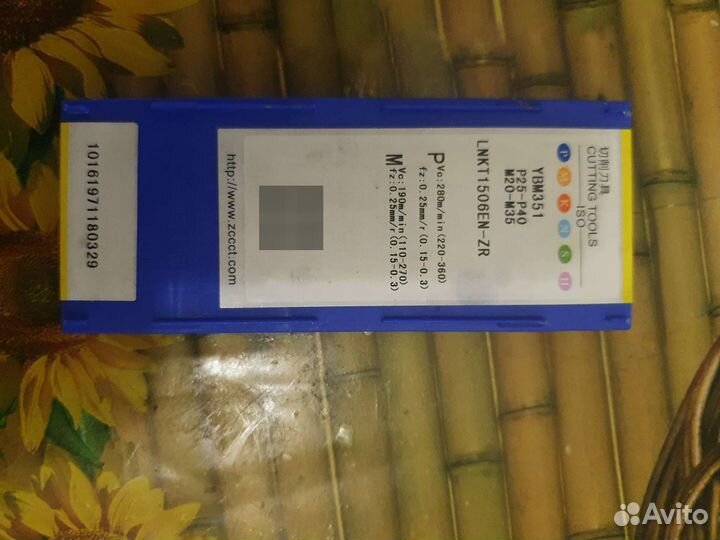 切削刀具
CUTTING TOOLS
ISO
P M K N S H
YBM351
P25-P40
M20-M35
LNKT1506EN-ZR
P Vc:280m/min(220-360)
fz:0.25mm/r(0.15-0.3)
M Vc:190m/min(110-270)
fz:0.25mm/r(0.15-0.3)
http://www.zccct.com
10161971180329
Avito